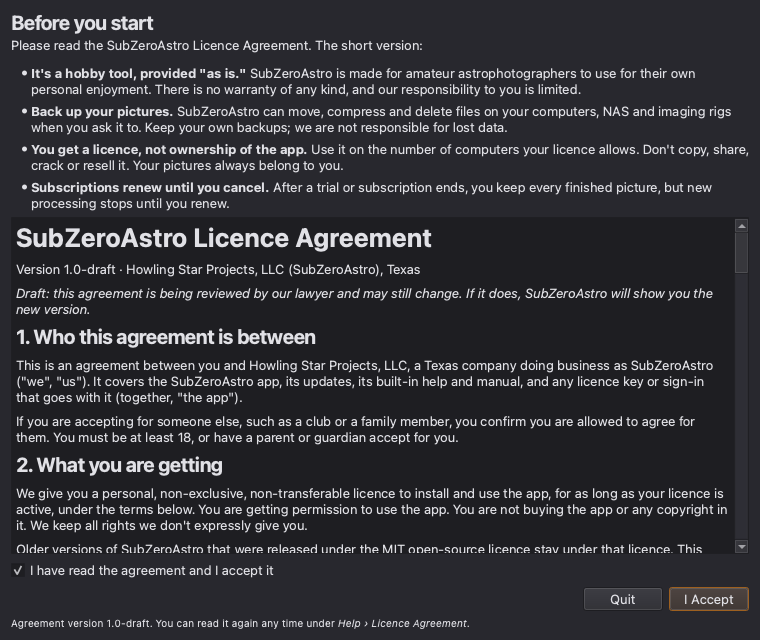 Before you start
Please read the SubZeroAstro Licence Agreement. The short version:
• It's a hobby tool, provided "as is." SubZeroAstro is made for amateur astrophotographers to use for their own
personal enjoyment. There is no warranty of any kind, and our responsibility to you is limited.
• Back up your pictures. SubZeroAstro can move, compress and delete files on your computers, NAS and imaging rigs
when you ask it to. Keep your own backups; we are not responsible for lost data.
• You get a licence, not ownership of the app. Use it on the number of computers your licence allows. Don't copy, share,
crack or resell it. Your pictures always belong to you.
• Subscriptions renew until you cancel. After a trial or subscription ends, you keep every finished picture, but new
processing stops until you renew.
SubZeroAstro Licence Agreement
Version 1.0-draft · Howling Star Projects, LLC (SubZeroAstro), Texas
Draft: this agreement is being reviewed by our lawyer and may still change. If it does, SubZeroAstro will show you the
new version.
1. Who this agreement is between
This is an agreement between you and Howling Star Projects, LLC, a Texas company doing business as SubZeroAstro
("we", "us"). It covers the SubZeroAstro app, its updates, its built-in help and manual, and any licence key or sign-in
that goes with it (together, "the app").
If you are accepting for someone else, such as a club or a family member, you confirm you are allowed to agree for
them. You must be at least 18, or have a parent or guardian accept for you.
2. What you are getting
We give you a personal, non-exclusive, non-transferable licence to install and use the app, for as long as your licence is
active, under the terms below. You are getting permission to use the app. You are not buying the app or any copyright in
it. We keep all rights we don't expressly give you.
Older versions of SubZeroAstro that were released under the MIT open-source licence stay under that licence. This
I have read the agreement and I accept it
Quit
I Accept
Agreement version 1.0-draft. You can read it again any time under Help › Licence Agreement.